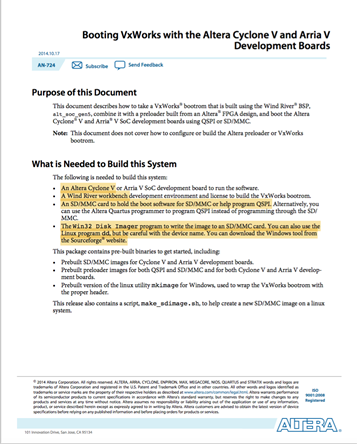 Booting VxWorks with the Altera Cyclone V and Arria V
Development Boards
2014.10.17
AN-724
Subscribe
Send Feedback
Purpose of this Document
This document describes how to take a VxWorks® bootrom that is built using the Wind River® BSP,
alt_soc_gen5, combine it with a preloader built from an Altera® FPGA design, and boot the Altera
Cyclone® V and Arria® V SoC development boards using QSPI or SD/MMC.
Note: This document does not cover how to configure or build the Altera preloader or VxWorks
bootrom.
What is Needed to Build this System
The following is needed to build this system:
• An Altera Cyclone V or Arria V SoC development board to run the software.
• A Wind River workbench development environment and license to build the VxWorks bootrom.
• An SD/MMC card to hold the boot software for SD/MMC or help program QSPI. Alternatively, you
can use the Altera Quartus programmer to program QSPI instead of programming through the SD/
MMC.
• The Win32 Disk Imager program to write the image to an SD/MMC card. You can also use the
Linux program dd, but be careful with the device name. You can download the Windows tool from
the Sourceforge® website.
This package contains pre-built binaries to get started, including:
• Prebuilt SD/MMC images for Cyclone V and Arria V development boards.
• Prebuilt preloader images for both QSPI and SD/MMC and for both Cyclone V and Arria V develop-
ment boards.
• Prebuilt version of the linux utility mkimage for Windows, used to wrap the VxWorks bootrom with
the proper header.
This release also contains a script, make_sdimage.sh, to help create a new SD/MMC image on a linux
system.
© 2014 Altera Corporation. All rights reserved. ALTERA, ARRIA, CYCLONE, ENPIRION, MAX, MEGACORE, NIOS, QUARTUS and STRATIX words and logos are
trademarks of Altera Corporation and registered in the U.S. Patent and Trademark Office and in other countries. All other words and logos identified as
trademarks or service marks are the property of their respective holders as described at www.altera.com/common/legal.html. Altera warrants performance
of its semiconductor products to current specifications in accordance with Altera's standard warranty, but reserves the right to make changes to any
products and services at any time without notice. Altera assumes no responsibility or liability arising out of the application or use of any information,
product, or service described herein except as expressly agreed to in writing by Altera. Altera customers are advised to obtain the latest version of device
specifications before relying on any published information and before placing orders for products or services.
ISO
9001:2008
Registered
ALTERA®
101 Innovation Drive, San Jose, CA 95134